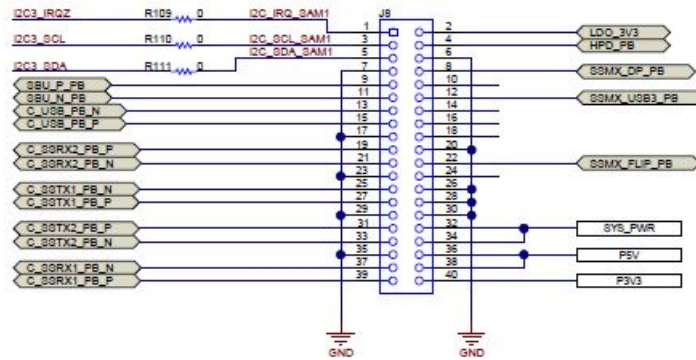 J8
I2C3_IRQZ R109 0 I2C_IRQ_SAM1 1 2 LDO_3V3
I2C3_SCL R110 0 I2C_SCL_SAM1 3 4 HPD_PB
I2C_SDA_SAM1 5 6
I2C3_SDA R111 0 7 8 SSMX_DP_PB
SBU_P_PB 9 10
SBU_N_PB 11 12 SSMX_USB3_PB
C_USB_PB_N 13 14
C_USB_PB_P 15 16
17 18
C_SSRX2_PB_P 19 20
C_SSRX2_PB_N 21 22 SSMX_FLIP_PB
23 24
C_SSTX1_PB_N 25 26
C_SSTX1_PB_P 27 28
29 30
C_SSTX2_PB_P 31 32 SYS_PWR
C_SSTX2_PB_N 33 34
35 36 P5V
C_SSRX1_PB_N 37 38
C_SSRX1_PB_P 39 40 P3V3
GND GND